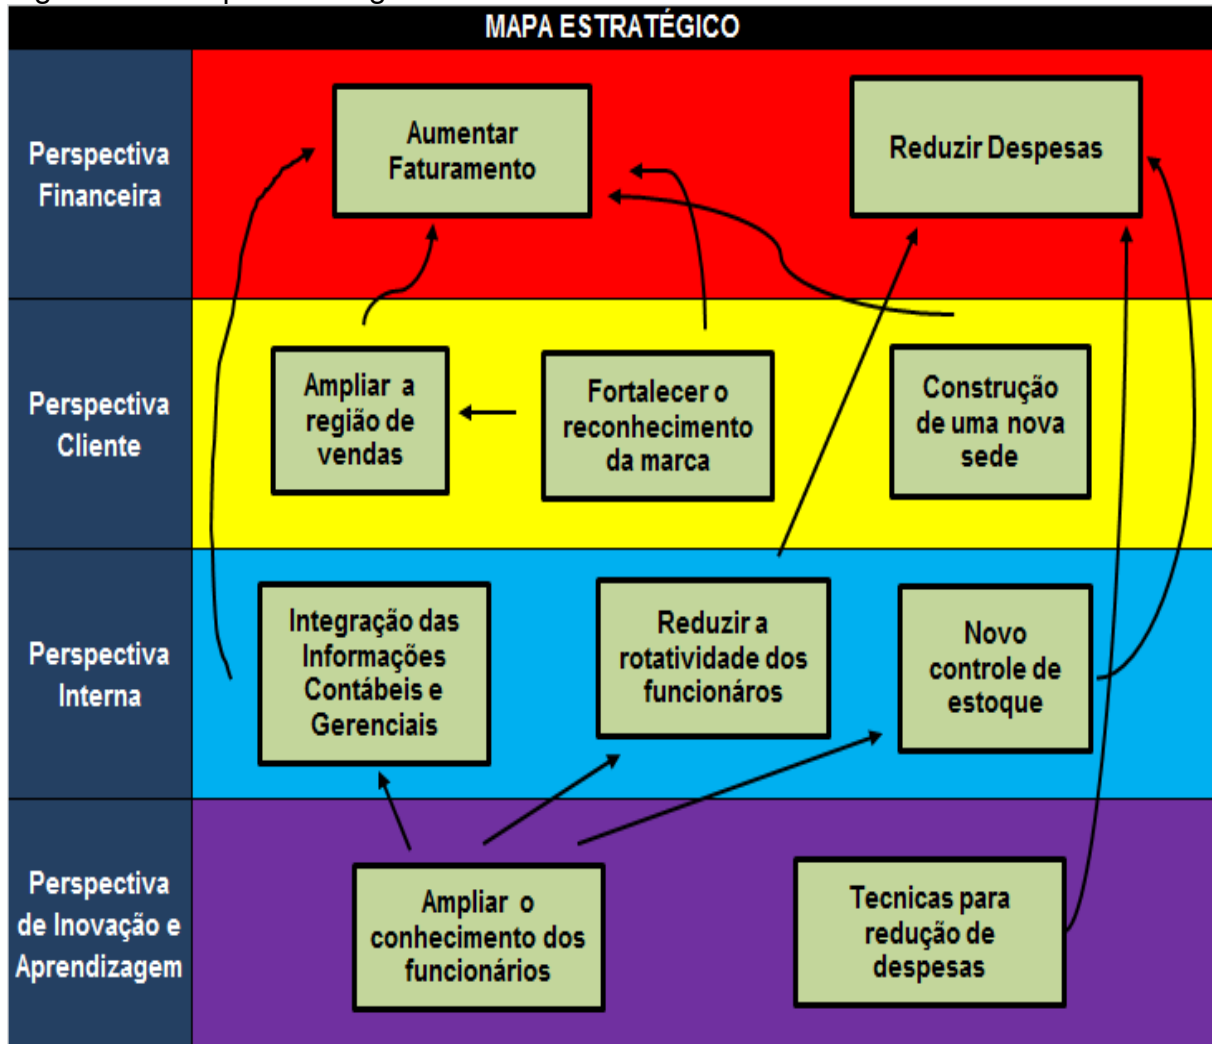 MAPA ESTRATÉGICO
Perspectiva
Financeira
Aumentar
Faturamento
Reduzir Despesas
Perspectiva
Cliente
Ampliar a
região de
vendas
Fortalecer o
reconhecimento
da marca
Construção
de uma nova
sede
Perspectiva
Interna
Integração das
Informações
Contábeis e
Gerenciais
Reduzir a
rotatividade dos
funcionáros
Novo
controle de
estoque
Perspectiva
de Inovação e
Aprendizagem
Ampliar o
conhecimento dos
funcionários
Tecnicas para
redução de
despesas